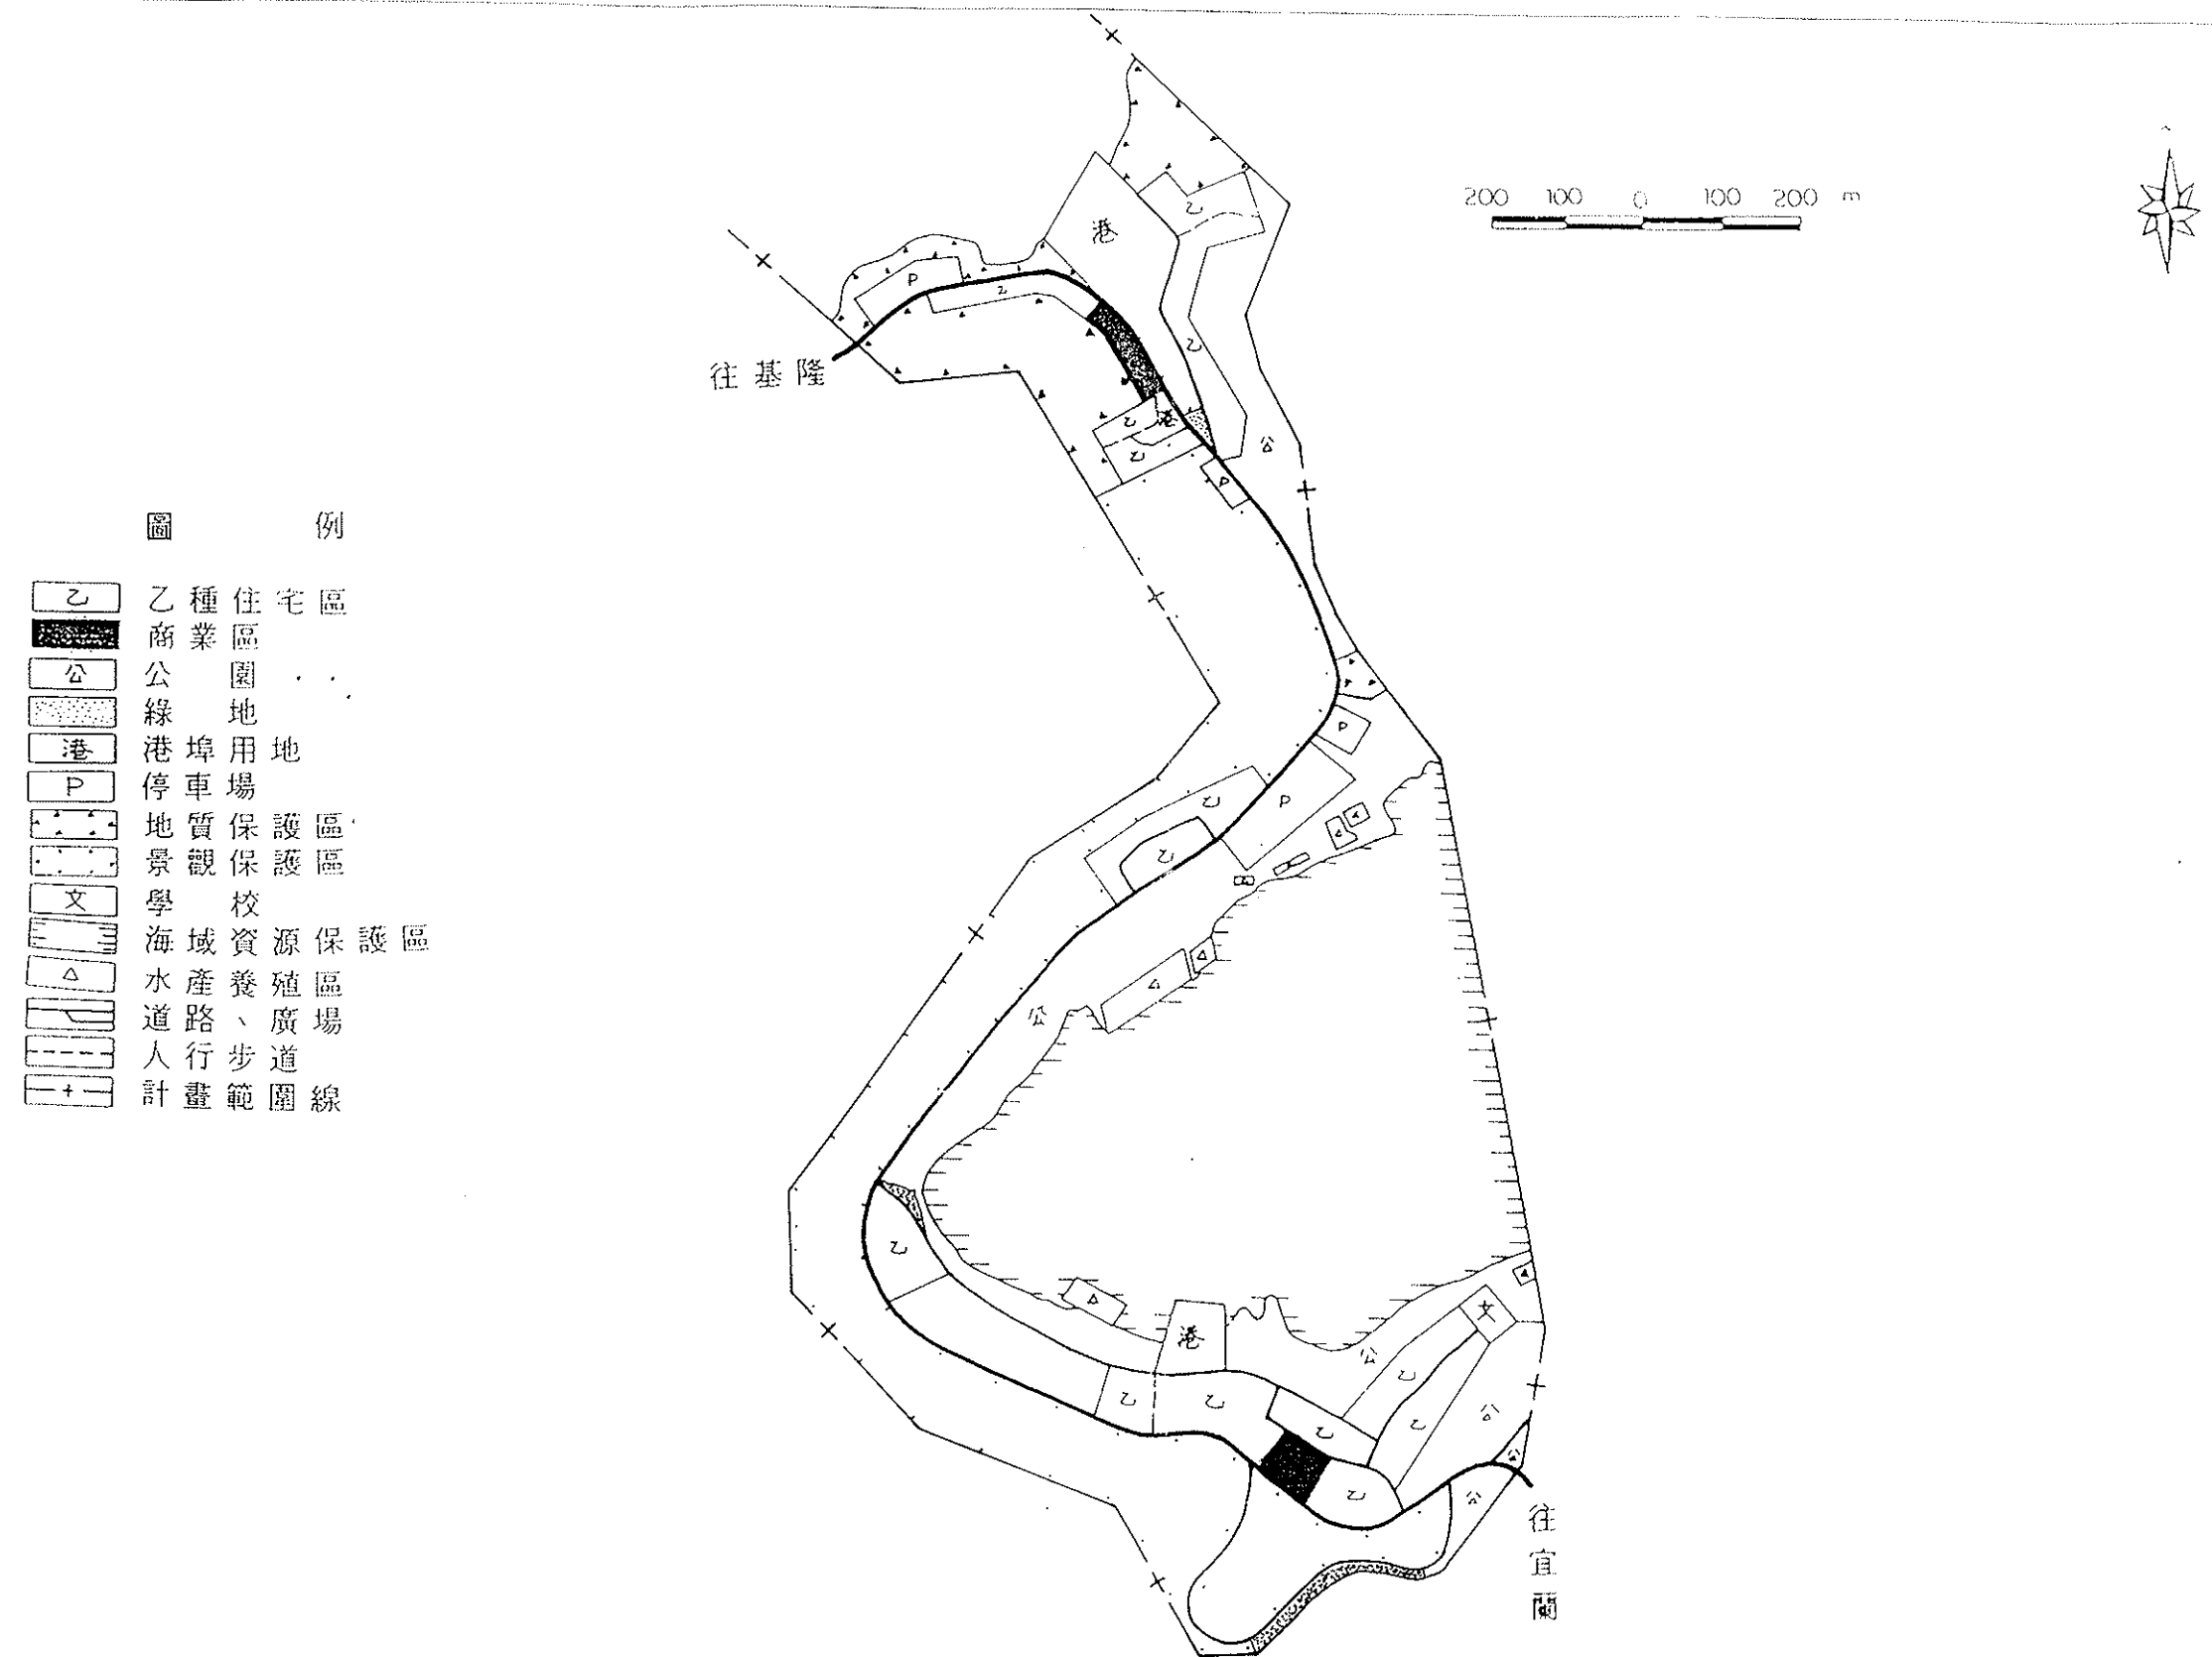 200 100 0 100 200 m
港
乙
P
乙
往基隆
乙
乙
港
乙
公
P
圖例
乙 乙種住宅區
商業區
公 公園
綠地
港 港埠用地
P 停車場
地質保護區
景觀保護區
文 學校
海域資源保護區
△ 水產養殖區
道路、廣場
人行步道
計畫範圍線
P
乙
P
乙
公
乙
港
文
公
乙
乙
乙
乙
乙
公
乙
公
公
往宜蘭